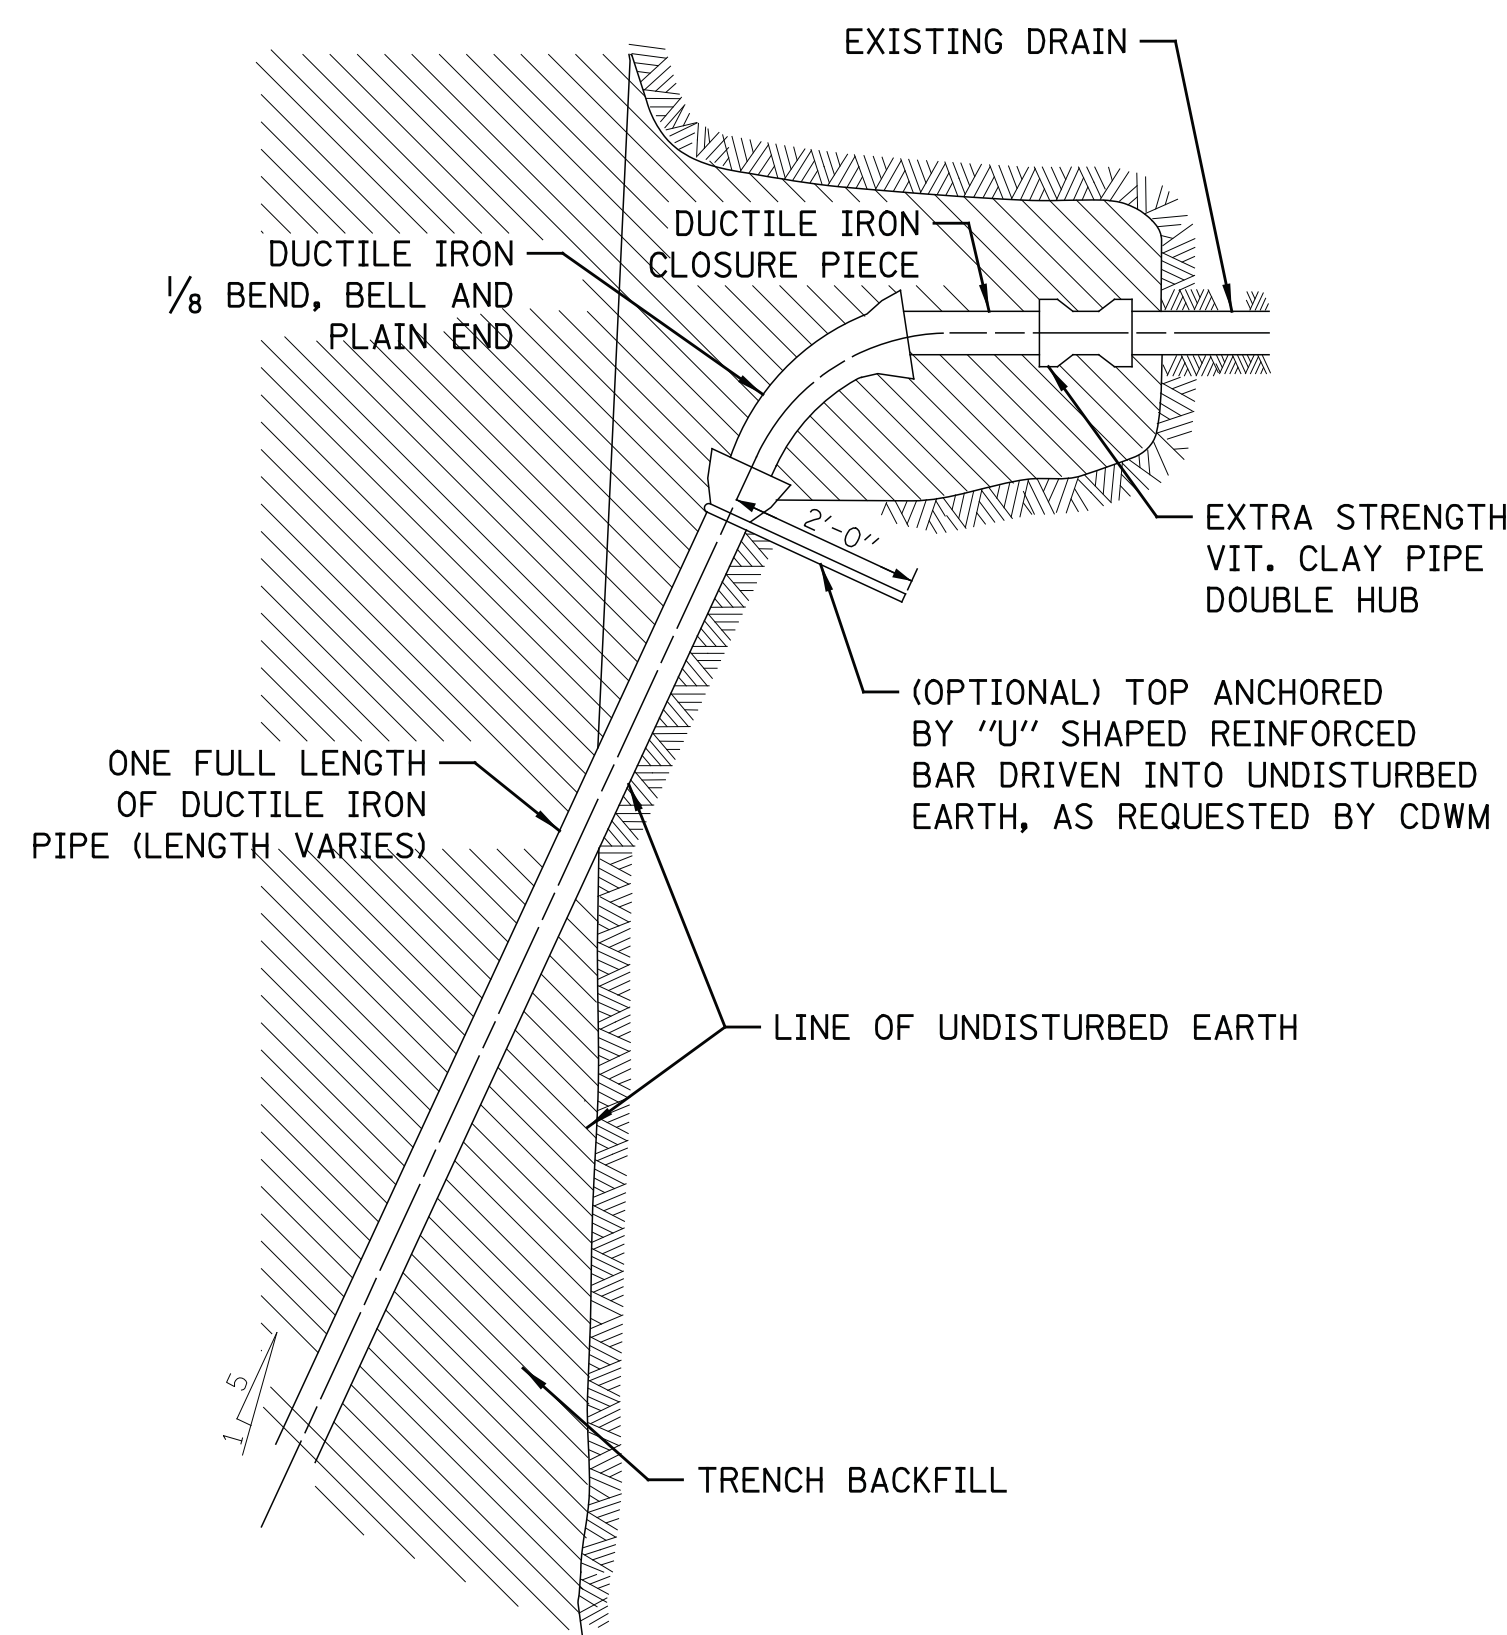 EXISTING DRAIN
DUCTILE IRON
CLOSURE PIECE
DUCTILE IRON
1/8 BEND, BELL AND
PLAIN END
2'-0"
EXTRA STRENGTH
VIT. CLAY PIPE
DOUBLE HUB
(OPTIONAL) TOP ANCHORED
BY "U" SHAPED REINFORCED
BAR DRIVEN INTO UNDISTURBED
EARTH, AS REQUESTED BY CDWM
ONE FULL LENGTH
OF DUCTILE IRON
PIPE (LENGTH VARIES)
LINE OF UNDISTURBED EARTH
5
1
TRENCH BACKFILL